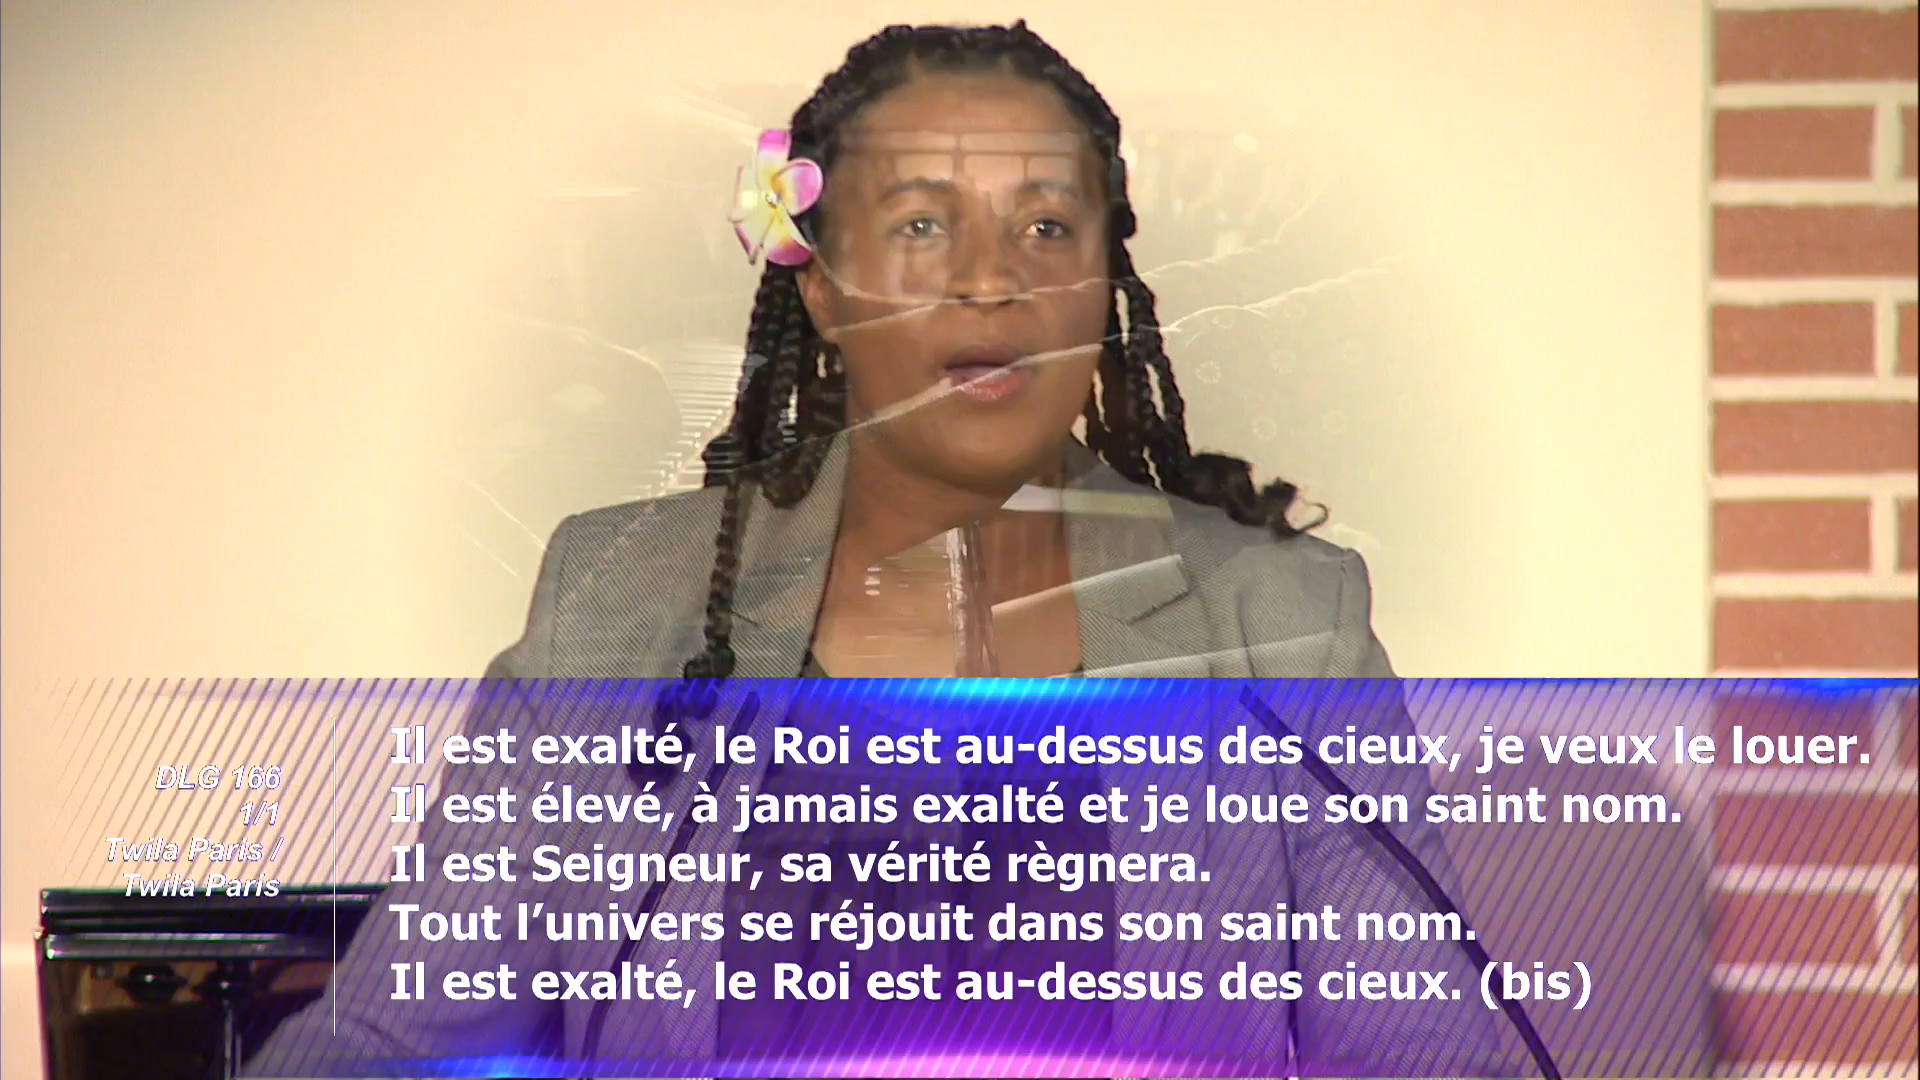 DLG 166
1/1
Twila Paris /
Twila Paris
Il est exalté, le Roi est au-dessus des cieux, je veux le louer.
Il est élevé, à jamais exalté et je loue son saint nom.
Il est Seigneur, sa vérité règnera.
Tout l’univers se réjouit dans son saint nom.
Il est exalté, le Roi est au-dessus des cieux. (bis)